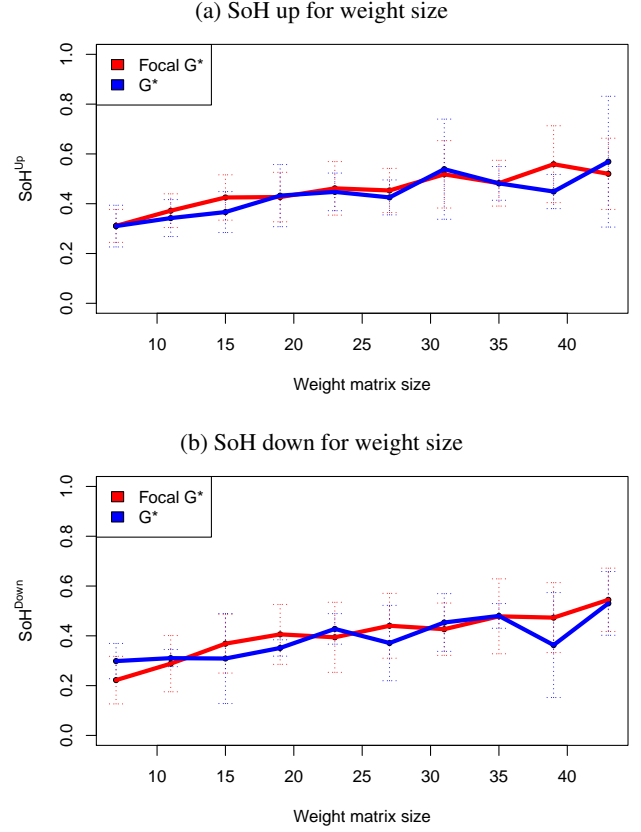 (a) SoH up for weight size
Focal G*
G*
1.0
0.8
0.6
0.4
0.2
0.0
SoH^Up
10 15 20 25 30 35 40
Weight matrix size
(b) SoH down for weight size
Focal G*
G*
1.0
0.8
0.6
0.4
0.2
0.0
SoH^Down
10 15 20 25 30 35 40
Weight matrix size